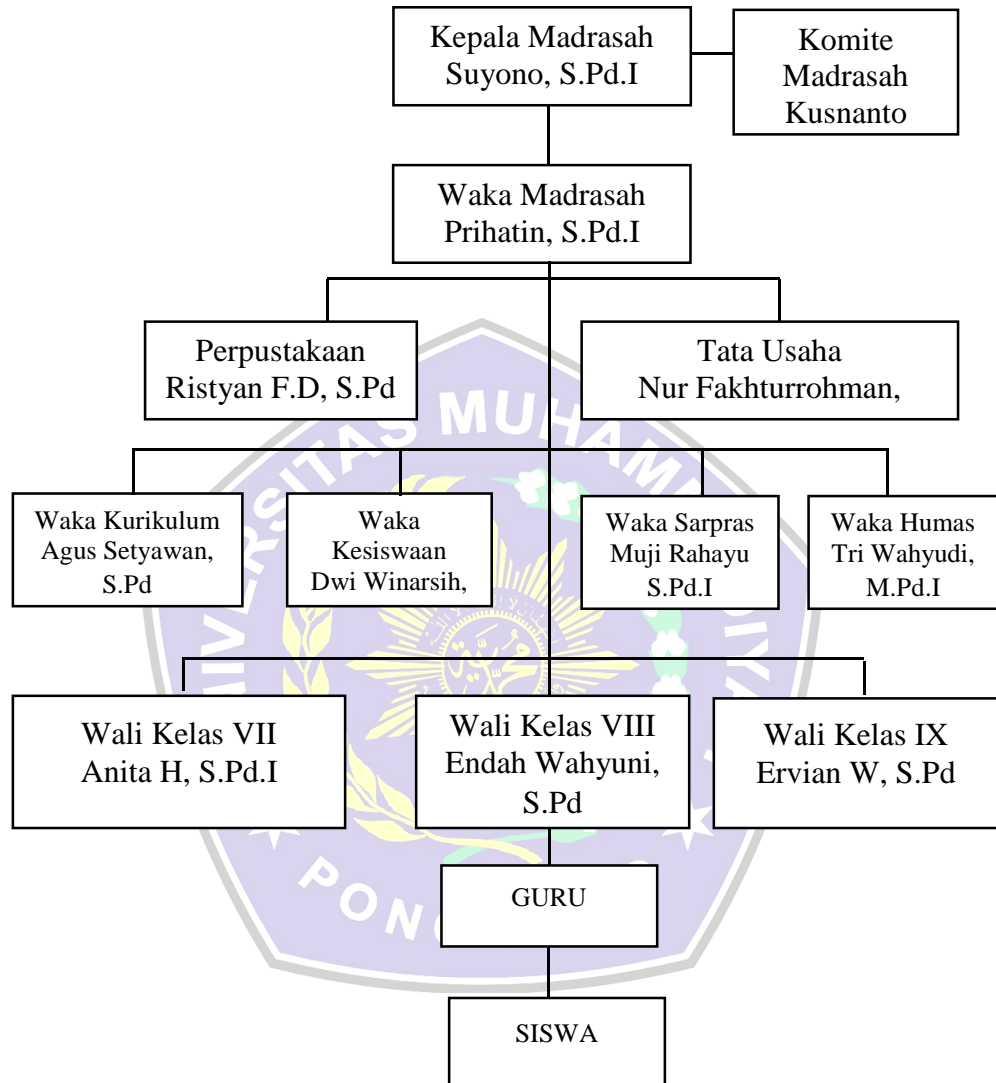 Kepala Madrasah
Suyono, S.Pd.I
Komite
Madrasah
Kusnanto
Waka Madrasah
Prihatin, S.Pd.I
Perpustakaan
Ristyan F.D, S.Pd
Tata Usaha
Nur Fakhturrohman,
Waka Kurikulum
Agus Setyawan,
S.Pd
Waka
Kesiswaan
Dwi Winarsih,
Waka Sarpras
Muji Rahayu
S.Pd.I
Waka Humas
Tri Wahyudi,
M.Pd.I
Wali Kelas VII
Anita H, S.Pd.I
Wali Kelas VIII
Endah Wahyuni,
S.Pd
Wali Kelas IX
Ervian W, S.Pd
GURU
SISWA